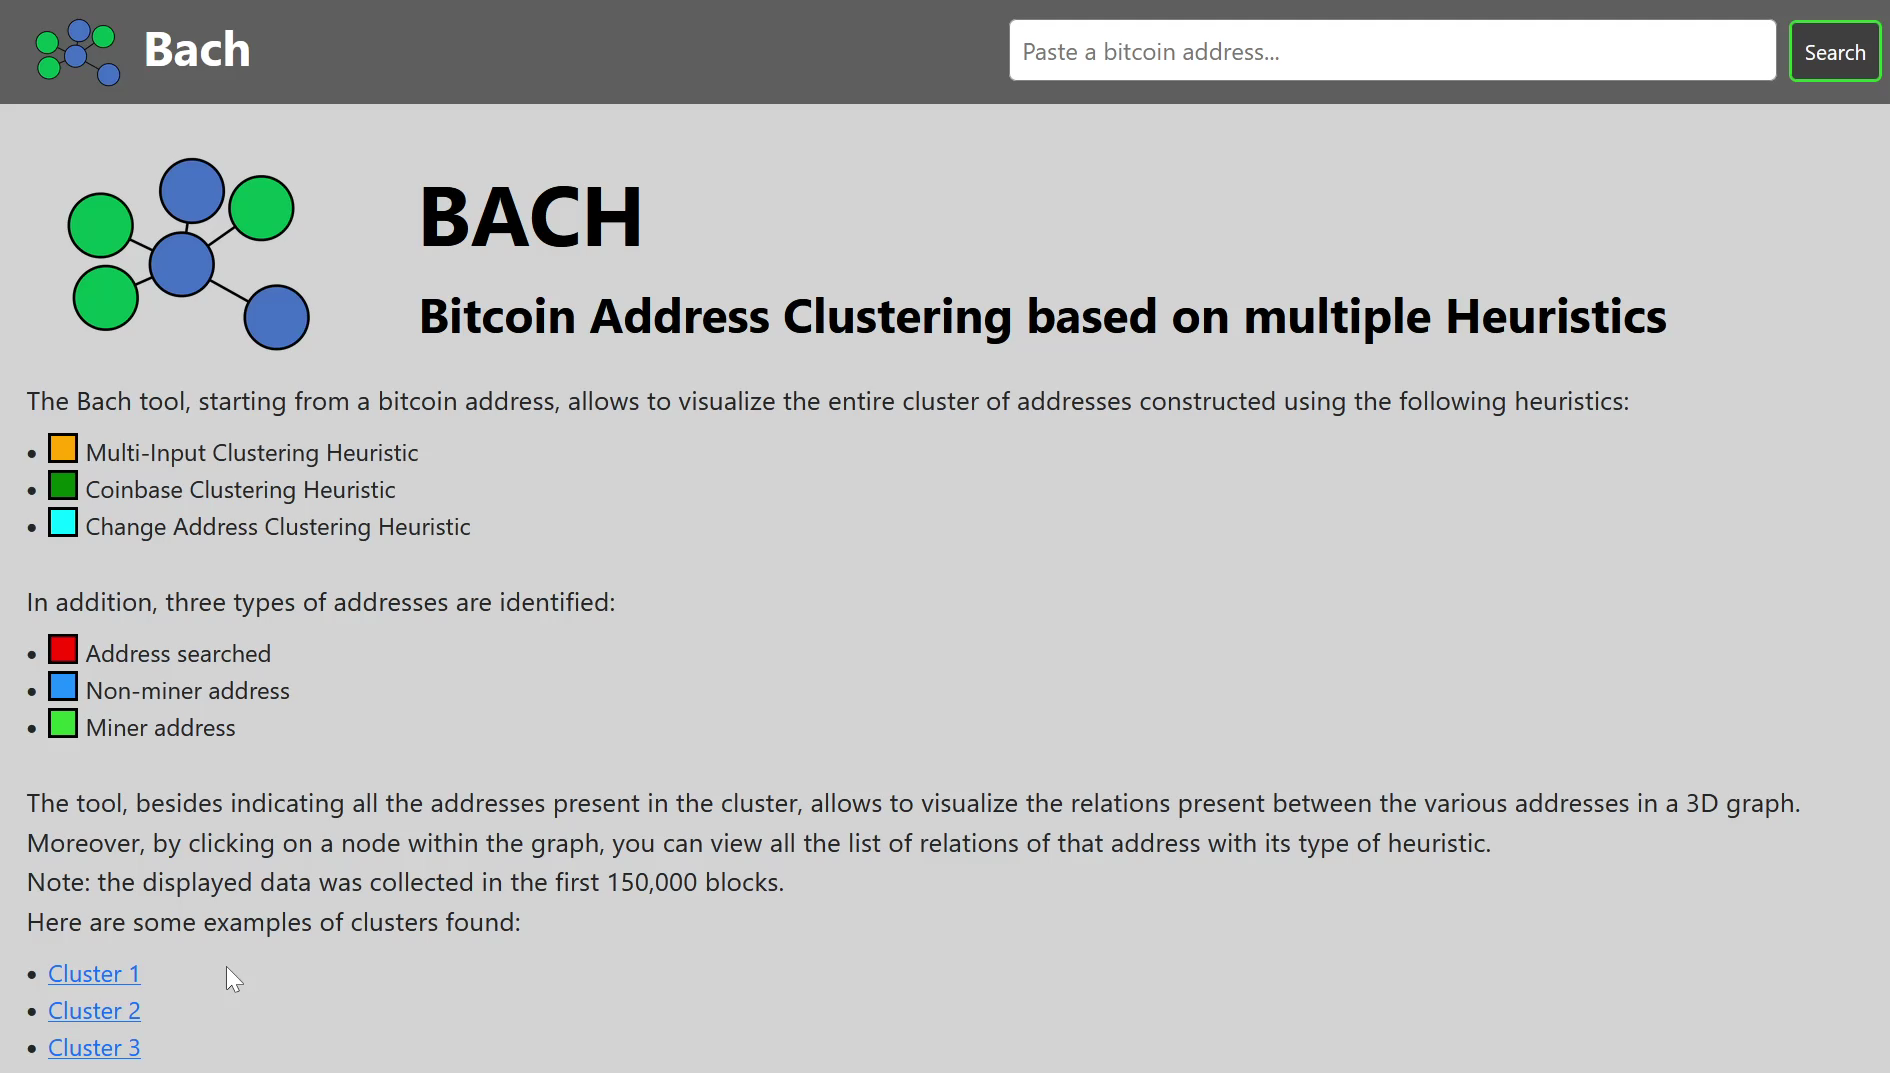 Bach
Paste a bitcoin address...
Search
BACH
Bitcoin Address Clustering based on multiple Heuristics
The Bach tool, starting from a bitcoin address, allows to visualize the entire cluster of addresses constructed using the following heuristics:
Multi-Input Clustering Heuristic
Coinbase Clustering Heuristic
Change Address Clustering Heuristic
In addition, three types of addresses are identified:
Address searched
Non-miner address
Miner address
The tool, besides indicating all the addresses present in the cluster, allows to visualize the relations present between the various addresses in a 3D graph.
Moreover, by clicking on a node within the graph, you can view all the list of relations of that address with its type of heuristic.
Note: the displayed data was collected in the first 150,000 blocks.
Here are some examples of clusters found:
Cluster 1
Cluster 2
Cluster 3